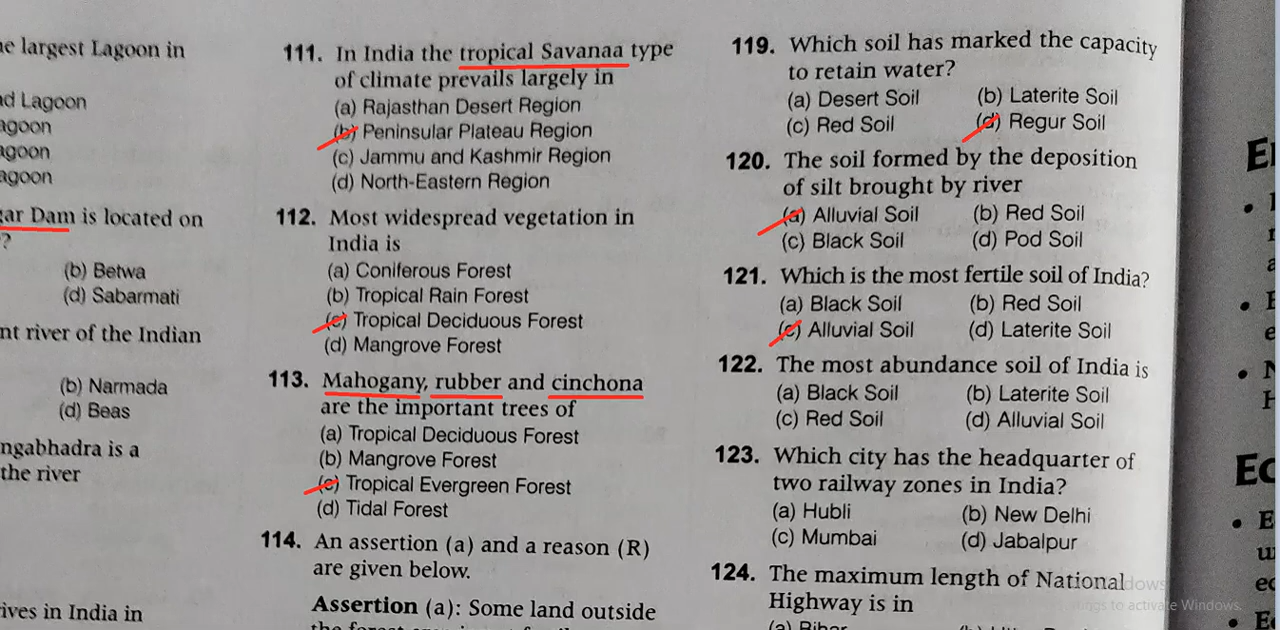 ne largest Lagoon in
nd Lagoon
agoon
agoon
agoon
gar Dam is located on
?
(b) Betwa
(d) Sabarmati
nt river of the Indian
(b) Narmada
(d) Beas
ngabhadra is a
the river
rives in India in
111. In India the tropical Savanaa type
of climate prevails largely in
(a) Rajasthan Desert Region
(b) Peninsular Plateau Region
(c) Jammu and Kashmir Region
(d) North-Eastern Region
112. Most widespread vegetation in
India is
(a) Coniferous Forest
(b) Tropical Rain Forest
(c) Tropical Deciduous Forest
(d) Mangrove Forest
113. Mahogany, rubber and cinchona
are the important trees of
(a) Tropical Deciduous Forest
(b) Mangrove Forest
(c) Tropical Evergreen Forest
(d) Tidal Forest
114. An assertion (a) and a reason (R)
are given below.
Assertion (a): Some land outside
119. Which soil has marked the capacity
to retain water?
(a) Desert Soil (b) Laterite Soil
(c) Red Soil (d) Regur Soil
120. The soil formed by the deposition
of silt brought by river
(a) Alluvial Soil (b) Red Soil
(c) Black Soil (d) Pod Soil
121. Which is the most fertile soil of India?
(a) Black Soil (b) Red Soil
(c) Alluvial Soil (d) Laterite Soil
122. The most abundance soil of India is
(a) Black Soil (b) Laterite Soil
(c) Red Soil (d) Alluvial Soil
123. Which city has the headquarter of
two railway zones in India?
(a) Hubli (b) New Delhi
(c) Mumbai (d) Jabalpur
124. The maximum length of National
Highway is in
(a) Bihar
dows
ngs to activate Windows.